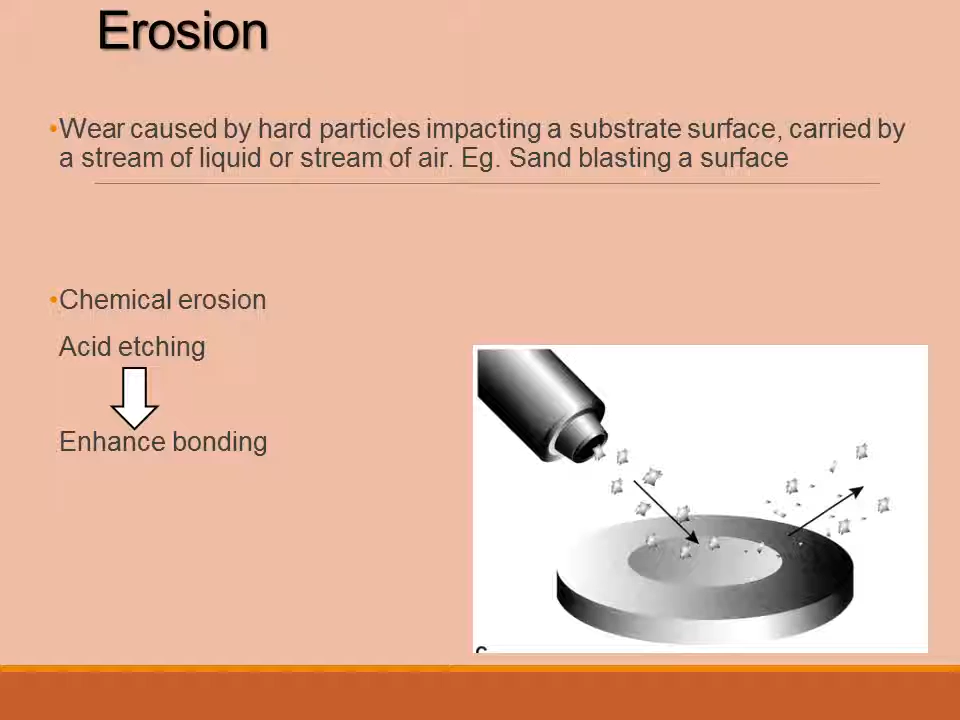 Erosion
•Wear caused by hard particles impacting a substrate surface, carried by
a stream of liquid or stream of air. Eg. Sand blasting a surface
•Chemical erosion
Acid etching
Enhance bonding